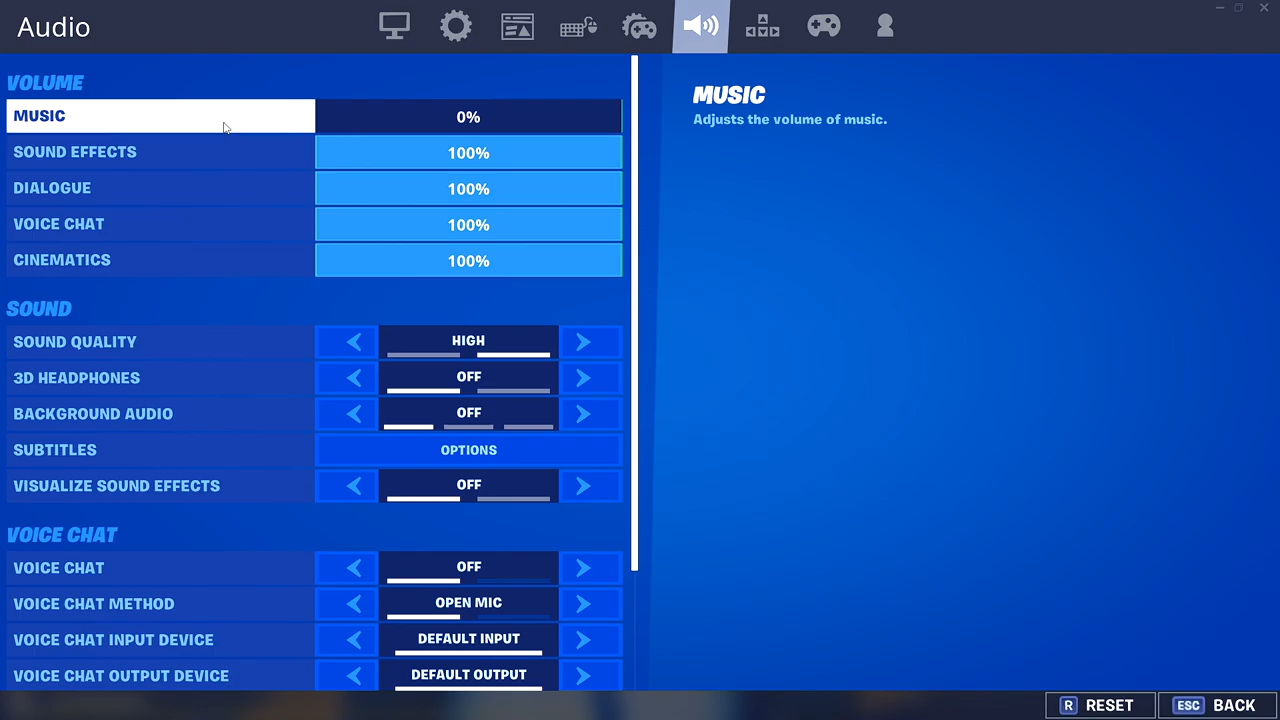 Audio
VOLUME
MUSIC 0%
SOUND EFFECTS 100%
DIALOGUE 100%
VOICE CHAT 100%
CINEMATICS 100%
SOUND
SOUND QUALITY HIGH
3D HEADPHONES OFF
BACKGROUND AUDIO OFF
SUBTITLES OPTIONS
VISUALIZE SOUND EFFECTS OFF
VOICE CHAT
VOICE CHAT OFF
VOICE CHAT METHOD OPEN MIC
VOICE CHAT INPUT DEVICE DEFAULT INPUT
VOICE CHAT OUTPUT DEVICE DEFAULT OUTPUT
MUSIC
Adjusts the volume of music.
R RESET
ESC BACK